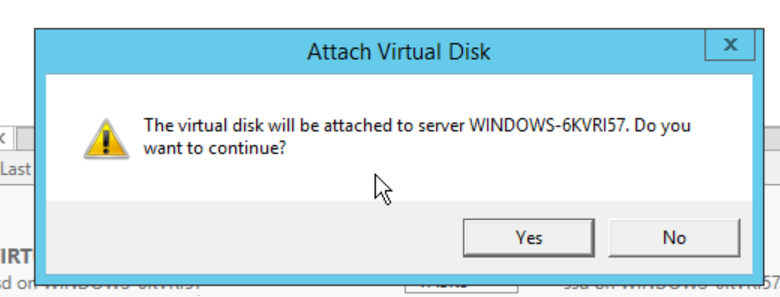 Attach Virtual Disk
x
The virtual disk will be attached to server WINDOWS-6KVRI57. Do you
want to continue?
Last
Yes
No